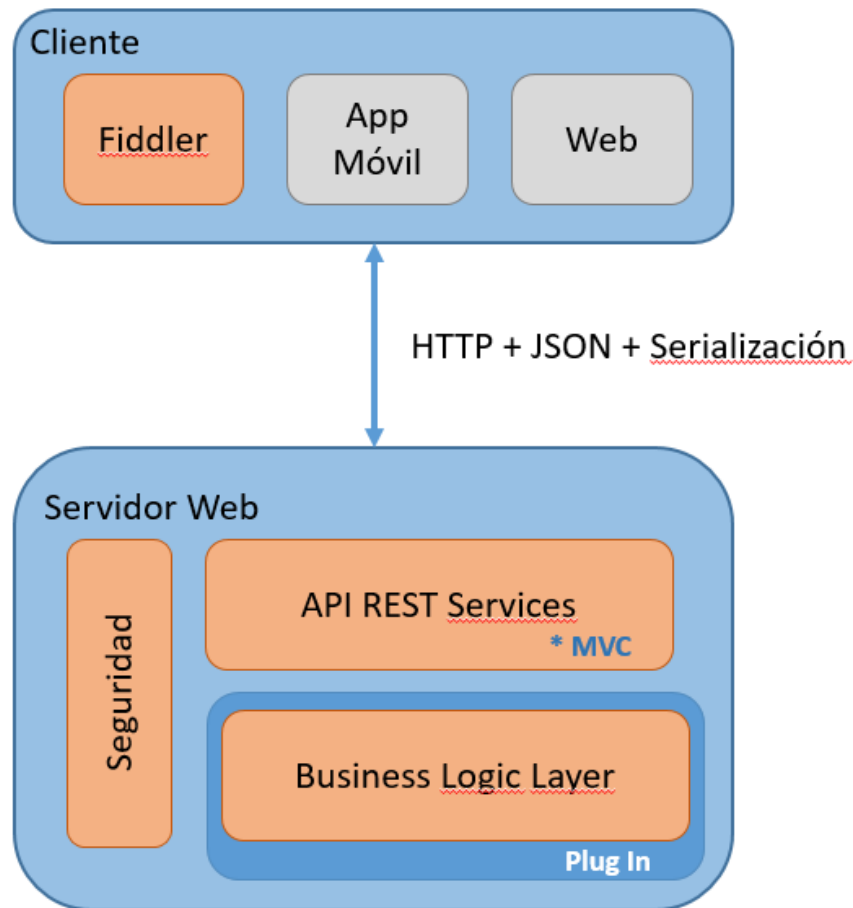 Cliente
Fiddler
App
Móvil
Web
HTTP + JSON + Serialización
Servidor Web
Seguridad
API REST Services
* MVC
Business Logic Layer
Plug In